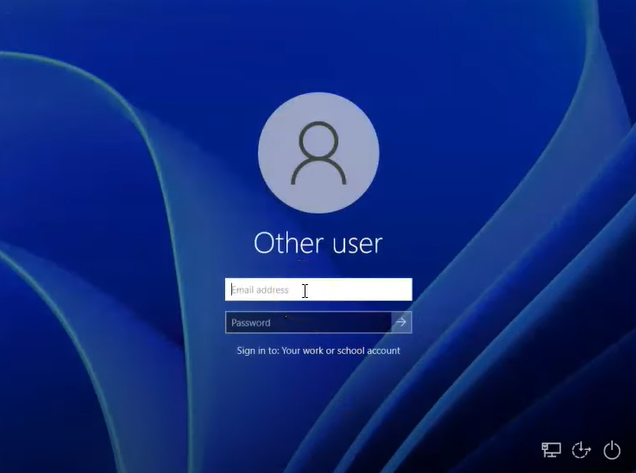 Other user
Email address
Password
Sign in to: Your work or school account